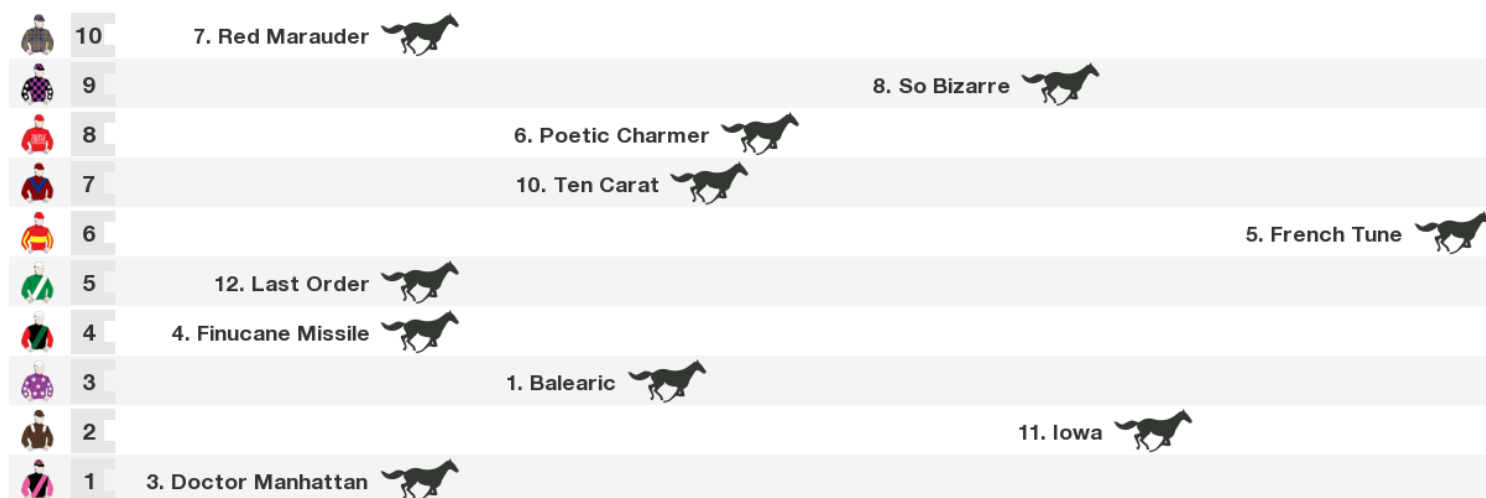 10 7. Red Marauder
9 8. So Bizarre
8 6. Poetic Charmer
7 10. Ten Carat
6 5. French Tune
5 12. Last Order
4 4. Finucane Missile
3 1. Balearic
2 11. Iowa
1 3. Doctor Manhattan